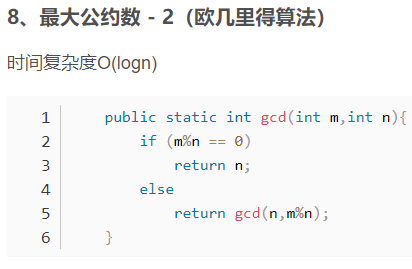 8、最大公约数 - 2（欧几里得算法）
时间复杂度O(logn)
1 public static int gcd(int m,int n){
2 if (m%n == 0)
3 return n;
4 else
5 return gcd(n,m%n);
6 }